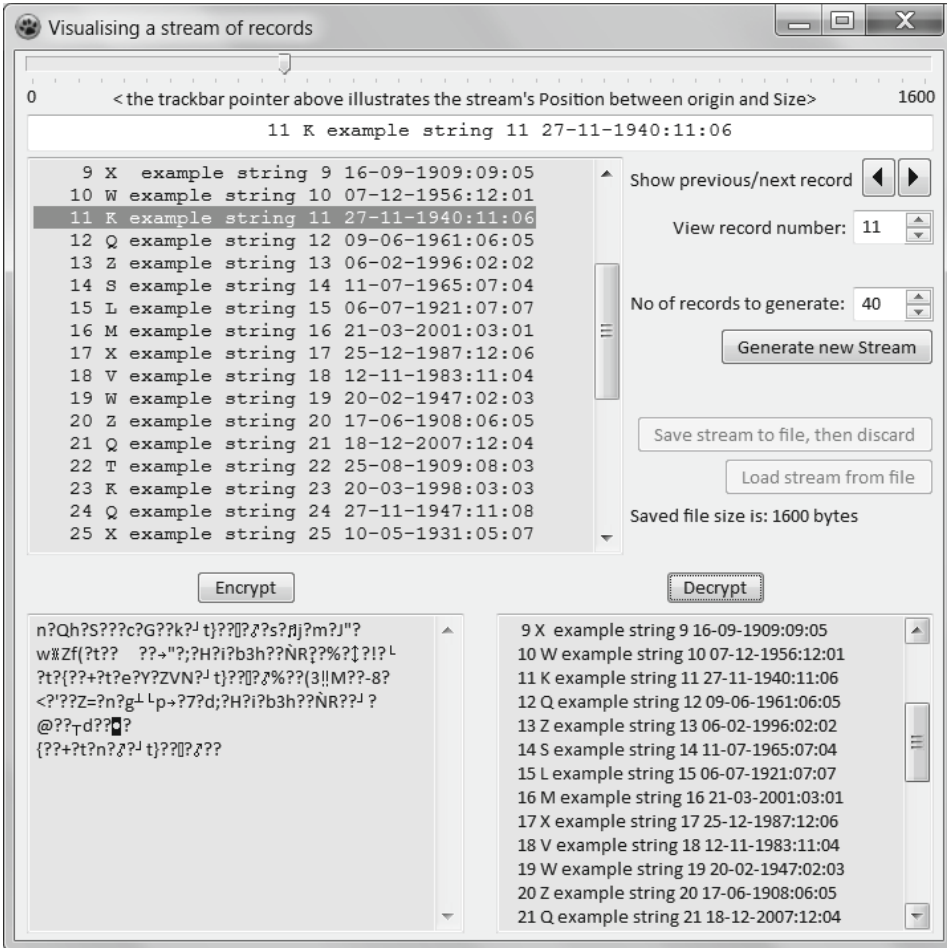 Visualising a stream of records
0 < the trackbar pointer above illustrates the stream's Position between origin and Size> 1600
11 K example string 11 27-11-1940:11:06
9 X example string 9 16-09-1909:09:05
10 W example string 10 07-12-1956:12:01
11 K example string 11 27-11-1940:11:06
12 Q example string 12 09-06-1961:06:05
13 Z example string 13 06-02-1996:02:02
14 S example string 14 11-07-1965:07:04
15 L example string 15 06-07-1921:07:07
16 M example string 16 21-03-2001:03:01
17 X example string 17 25-12-1987:12:06
18 V example string 18 12-11-1983:11:04
19 W example string 19 20-02-1947:02:03
20 Z example string 20 17-06-1908:06:05
21 Q example string 21 18-12-2007:12:04
22 T example string 22 25-08-1909:08:03
23 K example string 23 20-03-1998:03:03
24 Q example string 24 27-11-1947:11:08
25 X example string 25 10-05-1931:05:07
Show previous/next record
View record number: 11
No of records to generate: 40
Generate new Stream
Save stream to file, then discard
Load stream from file
Saved file size is: 1600 bytes
Encrypt
n?Qh?S???c?G??k?┘t}??▯?⚷?s?ﬂj?m?J"?
w⌘Zf(?t?? ??→"?;?H?i?b3h??ÑR??%?↨?!?└
?t?{??+?t?e?Y?ZVN?┘t}??▯?⚷%??(3‼M??-8?
<?'??Z=?n?g┴└p→?7?d;?H?i?b3h??ÑR??┘?
@??┬d??◘?
{??+?t?n?⚷?┘t}??▯?⚷??
Decrypt
9 X example string 9 16-09-1909:09:05
10 W example string 10 07-12-1956:12:01
11 K example string 11 27-11-1940:11:06
12 Q example string 12 09-06-1961:06:05
13 Z example string 13 06-02-1996:02:02
14 S example string 14 11-07-1965:07:04
15 L example string 15 06-07-1921:07:07
16 M example string 16 21-03-2001:03:01
17 X example string 17 25-12-1987:12:06
18 V example string 18 12-11-1983:11:04
19 W example string 19 20-02-1947:02:03
20 Z example string 20 17-06-1908:06:05
21 Q example string 21 18-12-2007:12:04